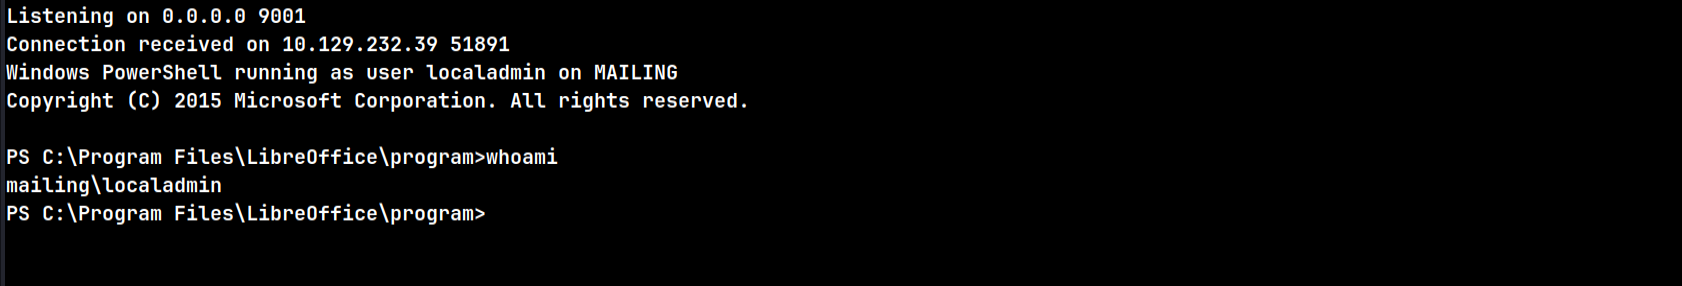 Listening on 0.0.0.0 9001
Connection received on 10.129.232.39 51891
Windows PowerShell running as user localadmin on MAILING
Copyright (C) 2015 Microsoft Corporation. All rights reserved.
PS C:\Program Files\LibreOffice\program>whoami
mailing\localadmin
PS C:\Program Files\LibreOffice\program>